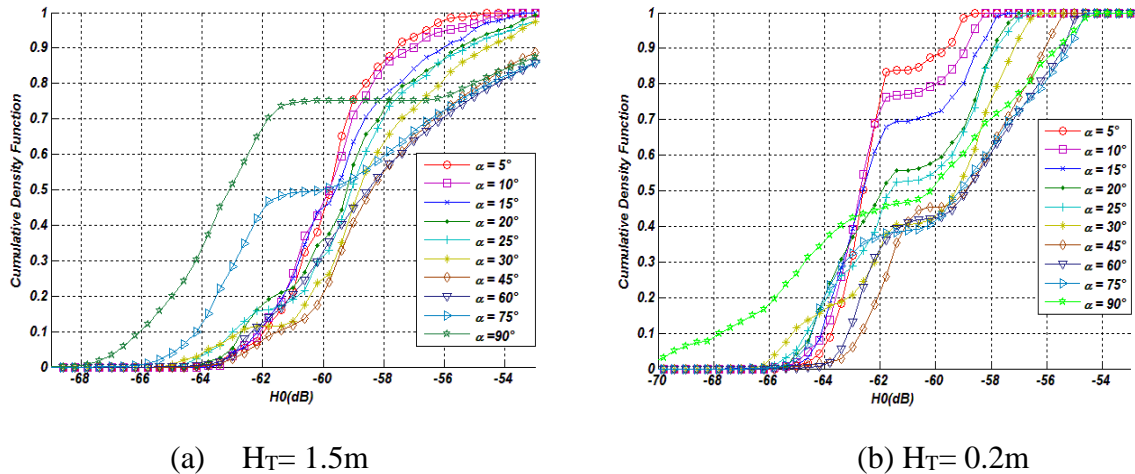 1
0.9
0.8
0.7
0.6
0.5
0.4
0.3
0.2
0.1
0
Cumulative Density Function
-68
-66
-64
-62
-60
-58
-56
-54
H0(dB)
α = 5°
α = 10°
α = 15°
α = 20°
α = 25°
α = 30°
α = 45°
α = 60°
α = 75°
α =90°
1
0.9
0.8
0.7
0.6
0.5
0.4
0.3
0.2
0.1
0
Cumulative Density Function
-70
-68
-66
-64
-62
-60
-58
-56
-54
H0(dB)
α = 5°
α = 10°
α = 15°
α = 20°
α = 25°
α = 30°
α = 45°
α = 60°
α = 75°
α = 90°
(a) HT= 1.5m
(b) HT= 0.2m